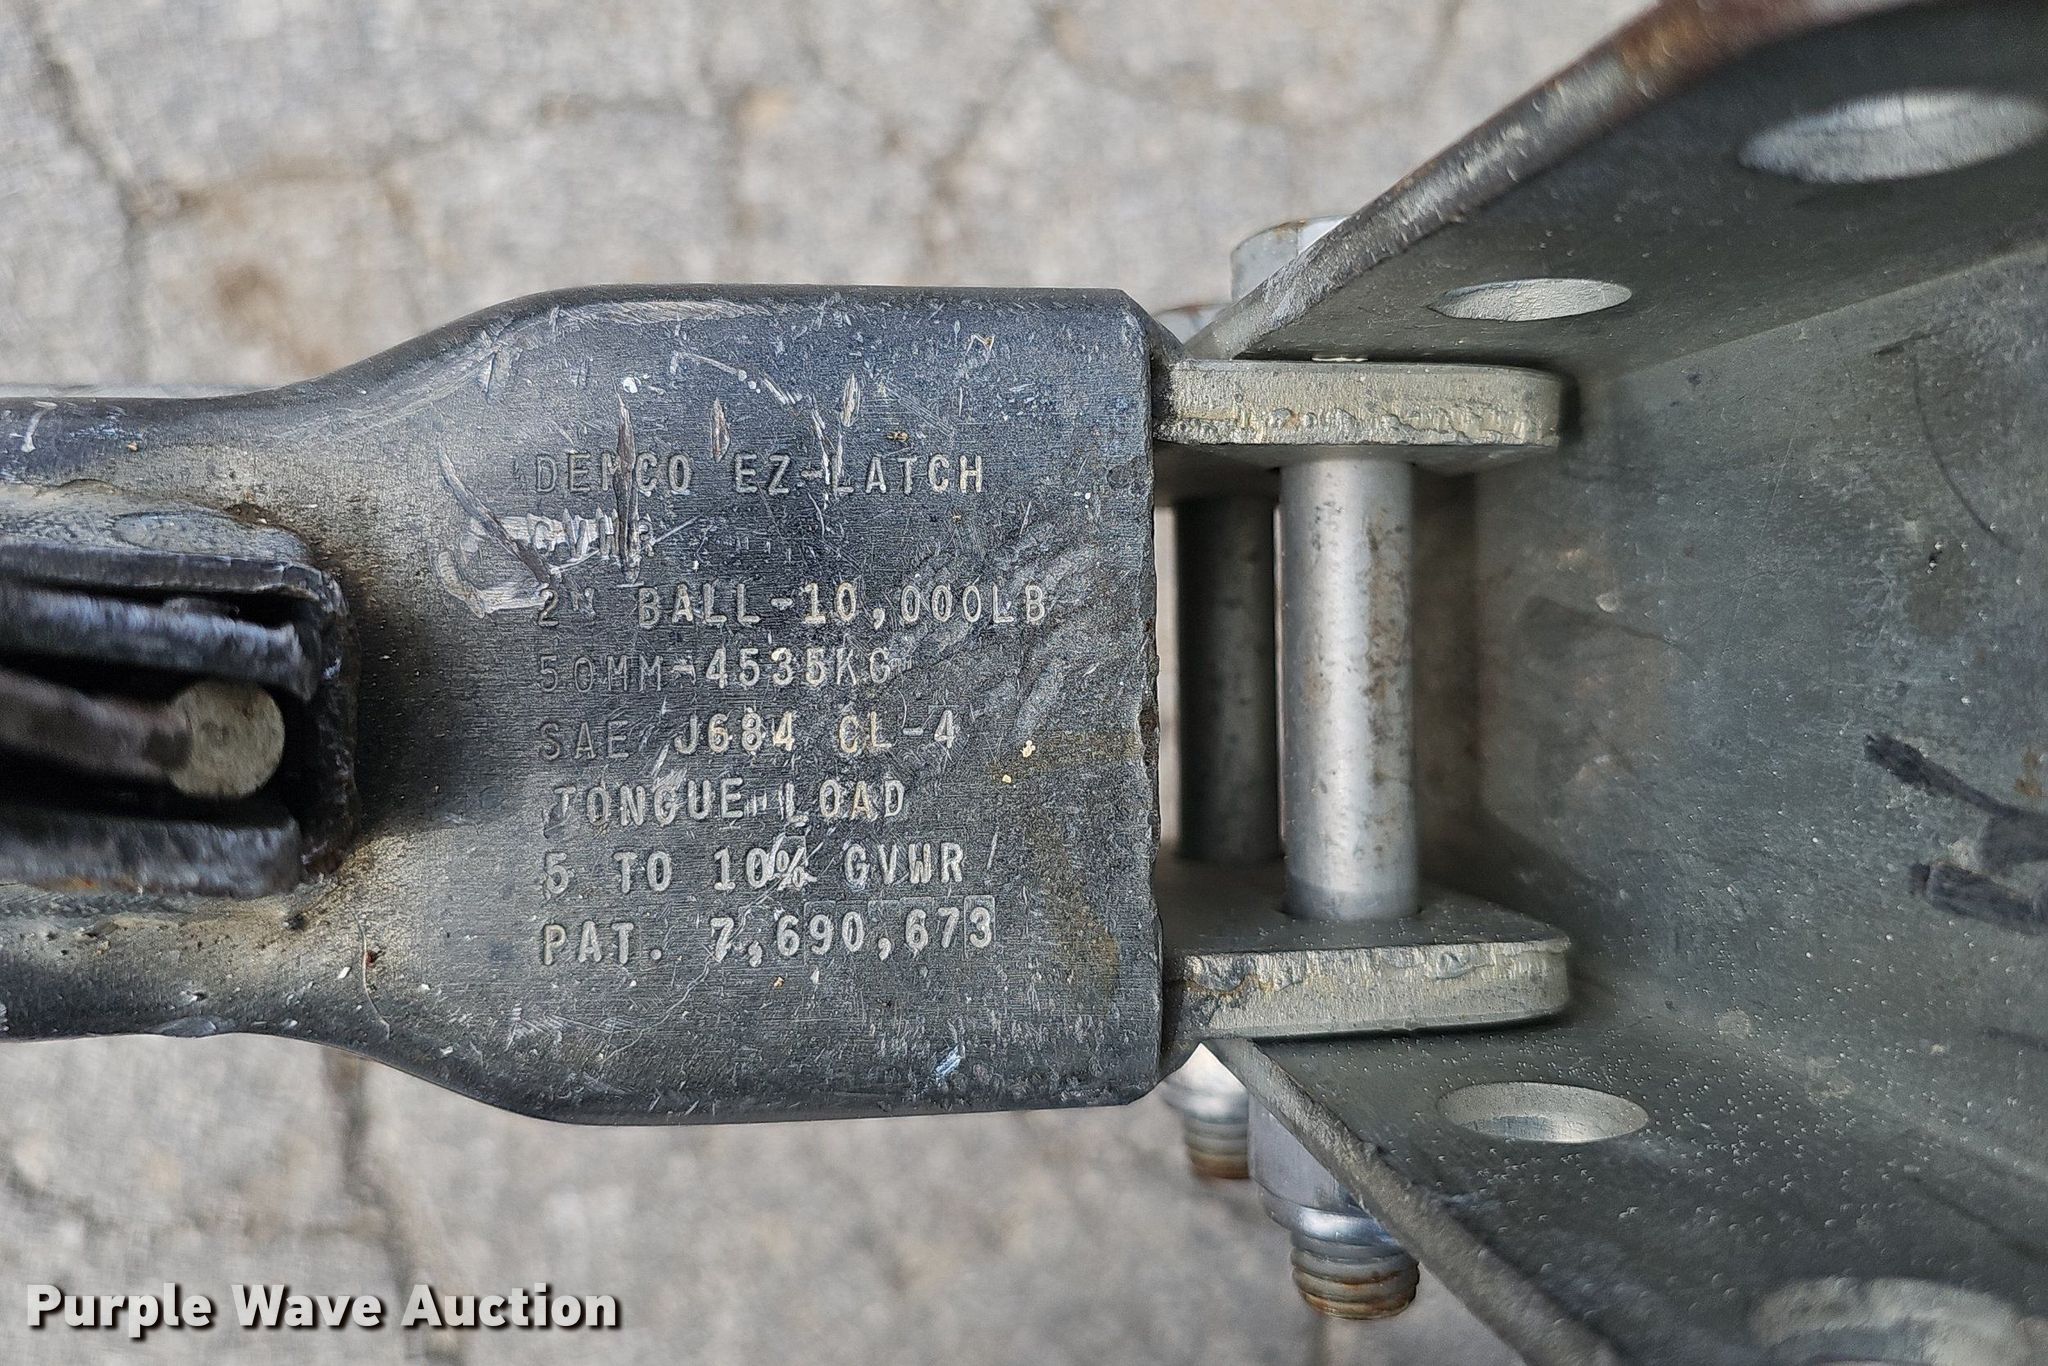 DEMCO EZ-LATCH
GVWR
2" BALL-10,000LB
50MM-4535KG
SAE J684 CL-4
TONGUE LOAD
5 TO 10% GVWR
PAT. 7,690,673
Purple Wave Auction